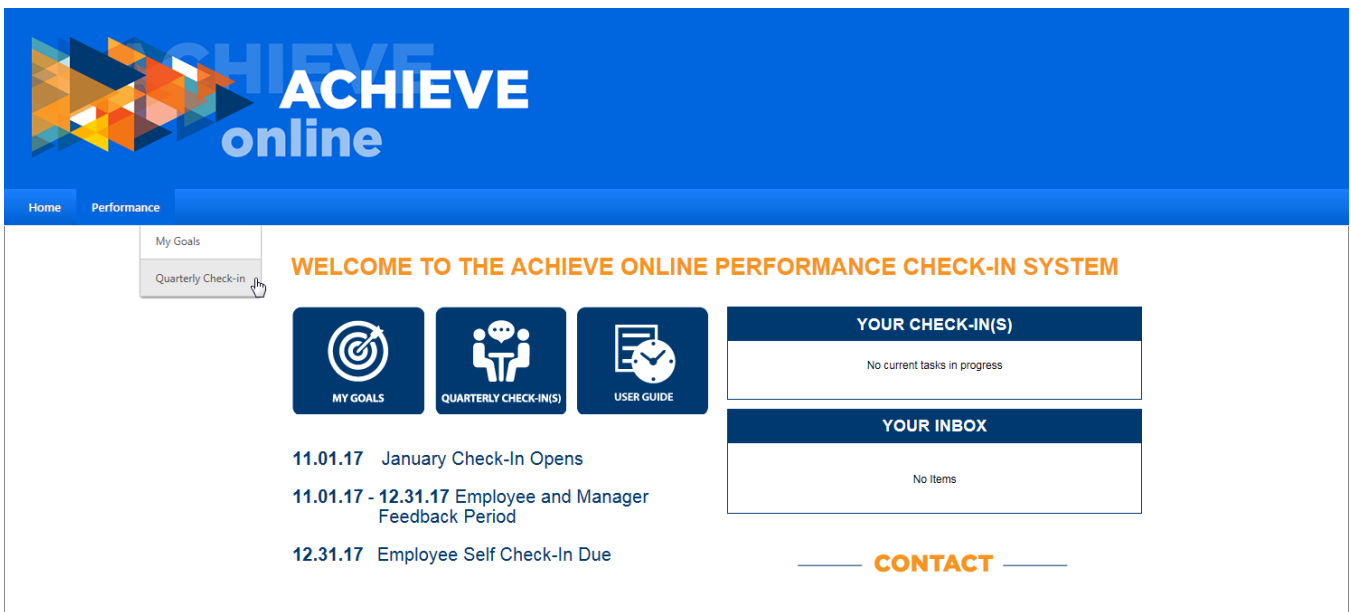 ACHIEVE
ACHIEVE
online
Home Performance
My Goals
Quarterly Check-in
WELCOME TO THE ACHIEVE ONLINE PERFORMANCE CHECK-IN SYSTEM
MY GOALS
QUARTERLY CHECK-IN(S)
USER GUIDE
11.01.17 January Check-In Opens
11.01.17 - 12.31.17 Employee and Manager
Feedback Period
12.31.17 Employee Self Check-In Due
YOUR CHECK-IN(S)
No current tasks in progress
YOUR INBOX
No Items
CONTACT